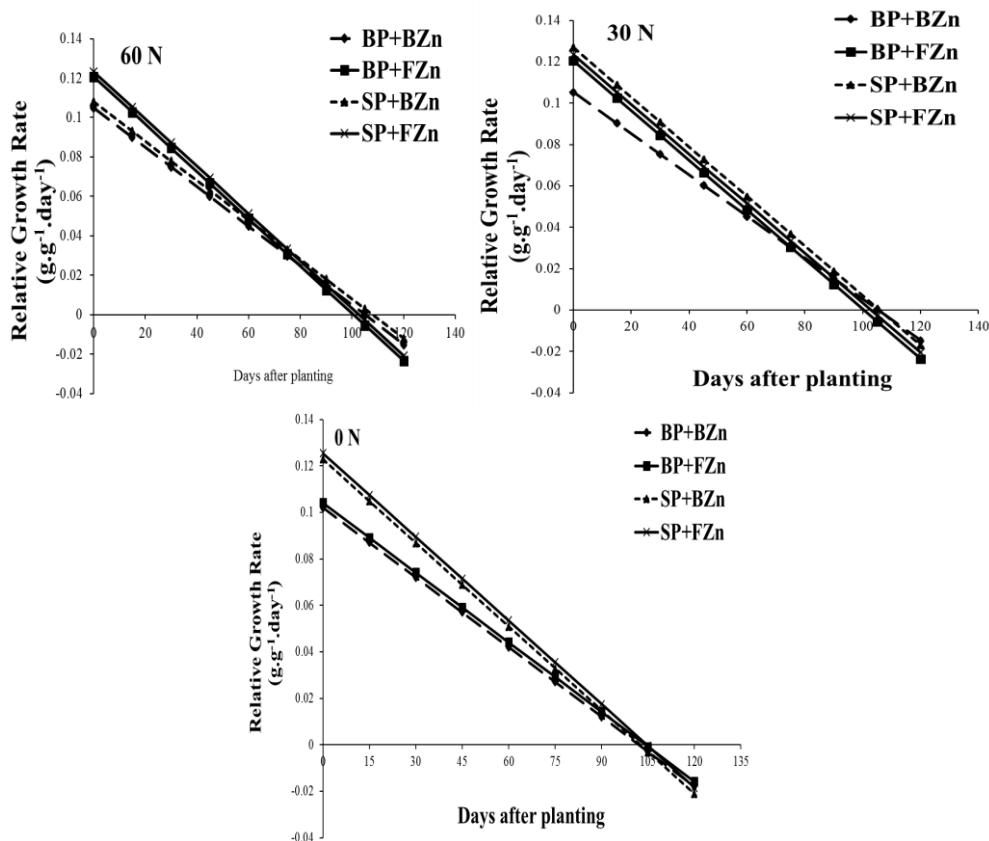 60 N
BP+BZn
BP+FZn
SP+BZn
SP+FZn
Relative Growth Rate
(g.g⁻¹.day⁻¹)
0.14
0.12
0.1
0.08
0.06
0.04
0.02
0
-0.02
-0.04
0 20 40 60 80 100 120 140
Days after planting
30 N
BP+BZn
BP+FZn
SP+BZn
SP+FZn
Relative Growth Rate
(g.g⁻¹.day⁻¹)
0.14
0.12
0.1
0.08
0.06
0.04
0.02
0
-0.02
-0.04
0 20 40 60 80 100 120 140
Days after planting
0 N
BP+BZn
BP+FZn
SP+BZn
SP+FZn
Relative Growth Rate
(g.g⁻¹.day⁻¹)
0.14
0.12
0.1
0.08
0.06
0.04
0.02
0
-0.02
-0.04
0 15 30 45 60 75 90 105 120 135
Days after planting